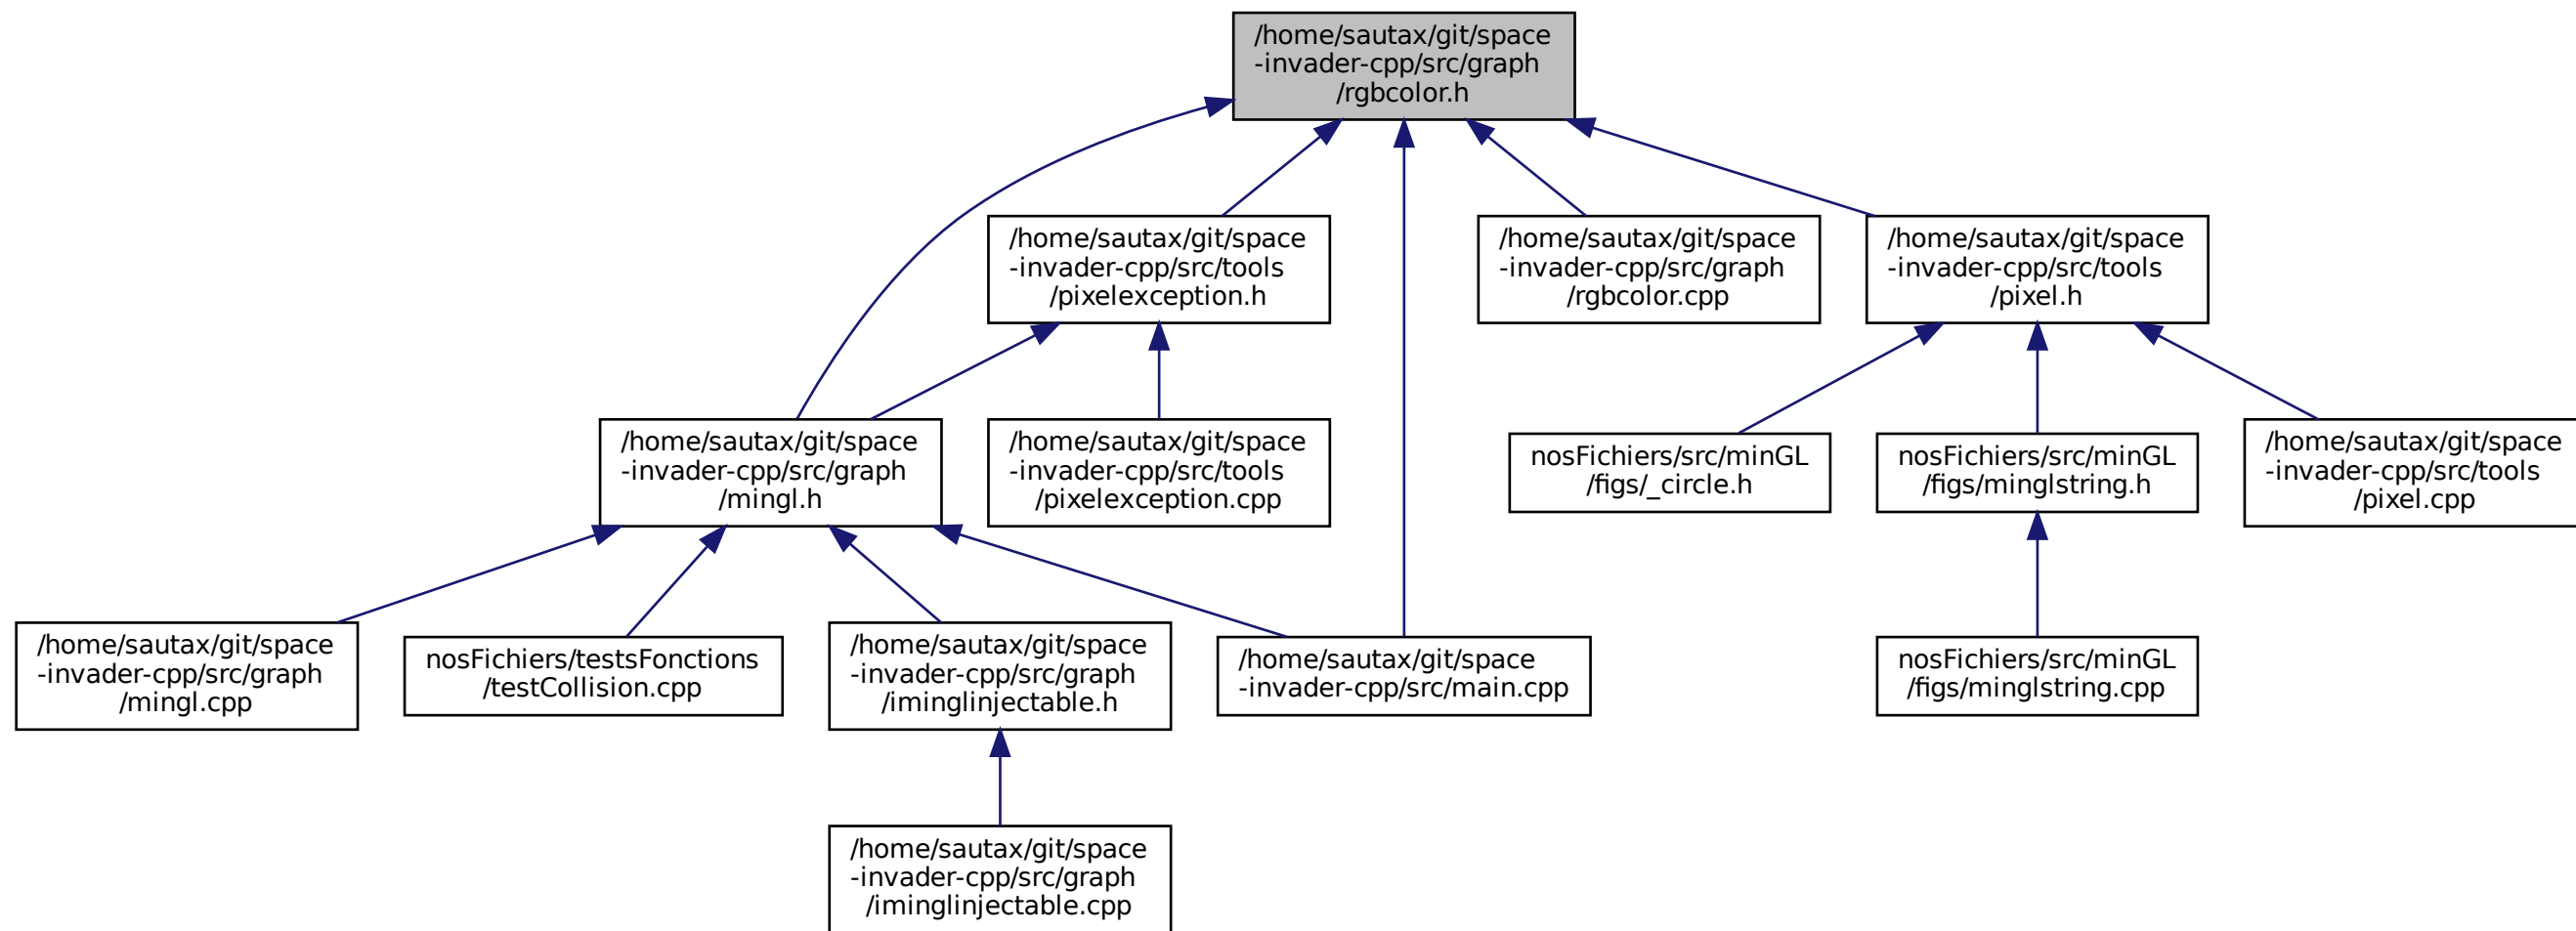 /home/sautax/git/space
-invader-cpp/src/graph
/rgbcolor.h
/home/sautax/git/space
-invader-cpp/src/tools
/pixelexception.h
/home/sautax/git/space
-invader-cpp/src/graph
/rgbcolor.cpp
/home/sautax/git/space
-invader-cpp/src/tools
/pixel.h
/home/sautax/git/space
-invader-cpp/src/graph
/mingl.h
/home/sautax/git/space
-invader-cpp/src/tools
/pixelexception.cpp
nosFichiers/src/minGL
/figs/_circle.h
nosFichiers/src/minGL
/figs/minglstring.h
/home/sautax/git/space
-invader-cpp/src/tools
/pixel.cpp
/home/sautax/git/space
-invader-cpp/src/graph
/mingl.cpp
nosFichiers/testsFonctions
/testCollision.cpp
/home/sautax/git/space
-invader-cpp/src/graph
/iminglinjectable.h
/home/sautax/git/space
-invader-cpp/src/main.cpp
nosFichiers/src/minGL
/figs/minglstring.cpp
/home/sautax/git/space
-invader-cpp/src/graph
/iminglinjectable.cpp